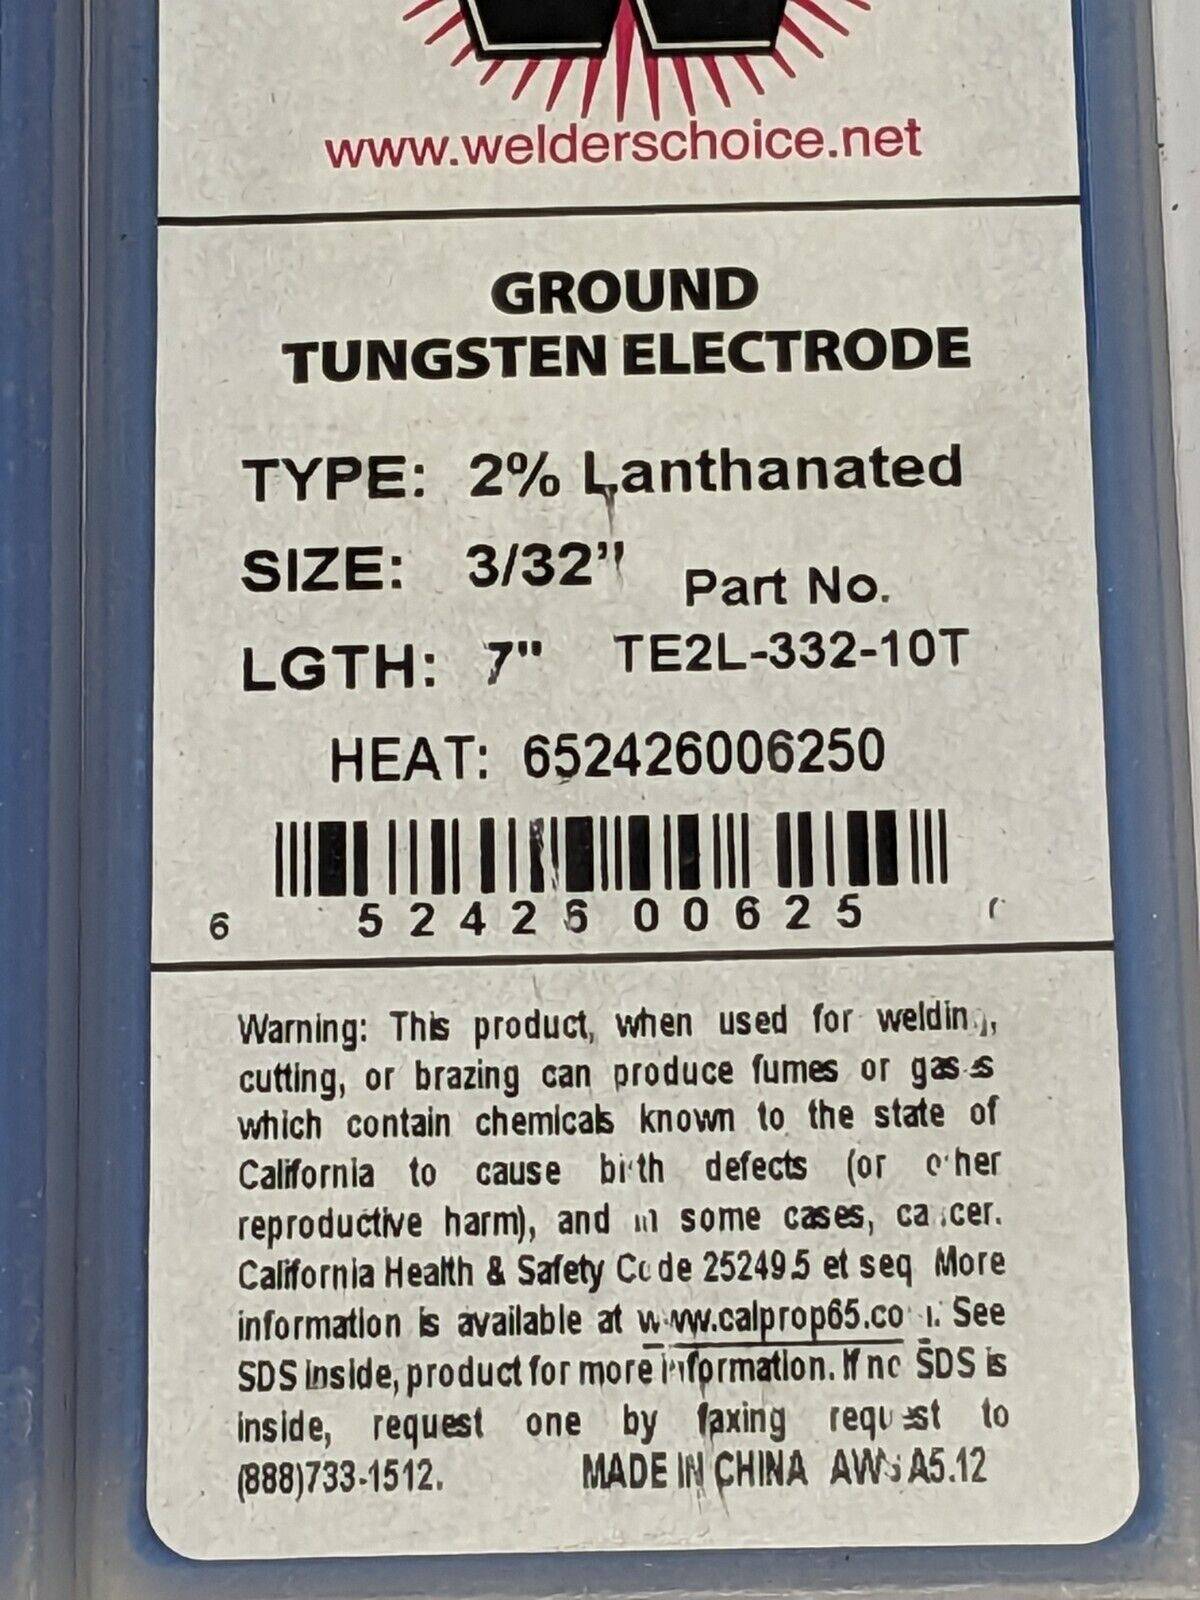 www.welderschoice.net
GROUND
TUNGSTEN ELECTRODE
TYPE: 2% Lanthanated
SIZE: 3/32"
Part No.
LGTH: 7" TE2L-332-10T
HEAT: 652426006250
6 52426 00625 0
Warning: This product, when used for welding,
cutting, or brazing can produce fumes or gases
which contain chemicals known to the state of
California to cause birth defects (or other
reproductive harm), and in some cases, cancer.
California Health & Safety Code 25249.5 et seq More
information is available at www.calprop65.com. See
SDS inside, product for more information. If no SDS is
inside, request one by faxing request to
(888)733-1512. MADE IN CHINA AWS A5.12